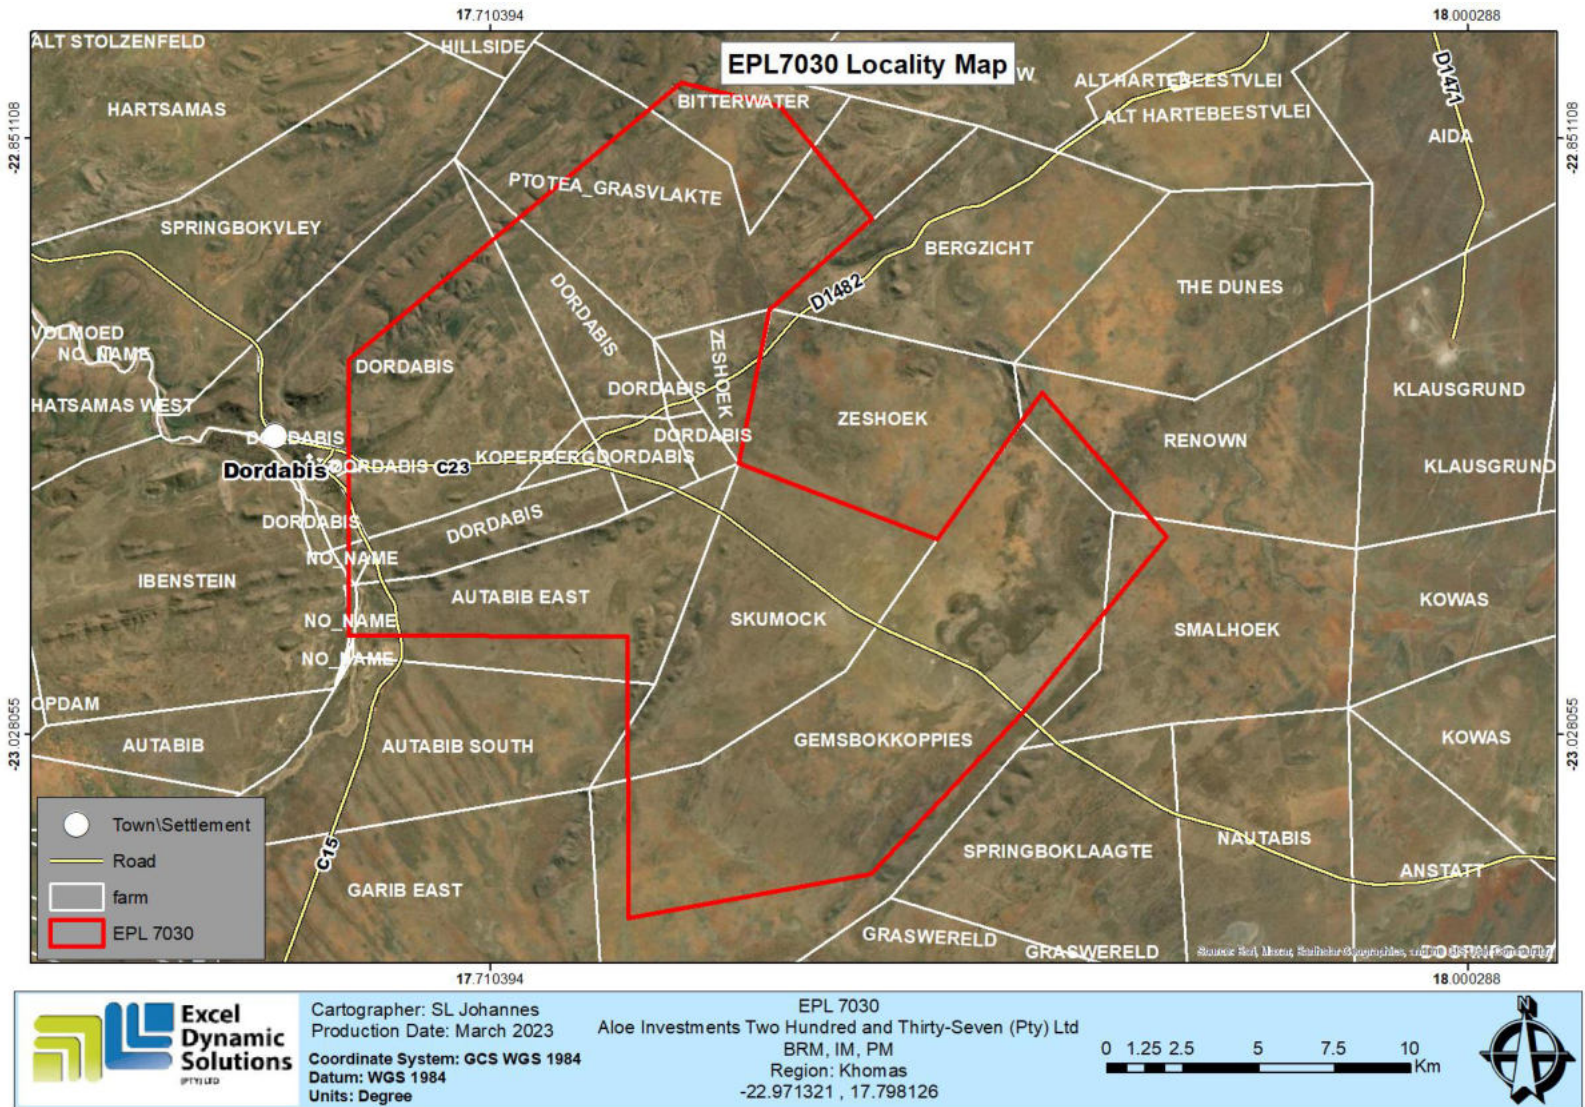 17.710394
18.000288
EPL7030 Locality Map
ALT STOLZENFELD
HILLSIDE
W
BITTERWATER
ALT HARTEBEESTVLEI
D1471
HARTSAMAS
ALT HARTEBEESTVLEI
-22.851108
-22.851108
AIDA
PTOTEA_GRASVLAKTE
SPRINGBOKVLEY
BERGZICHT
D1482
THE DUNES
DORDABIS
VOLMOED
NO_NAME
ZESHOEK
DORDABIS
DORDABIS
KLAUSGRUND
HATSAMAS WEST
ZESHOEK
DORDABIS
DORDABIS
RENOWN
KOPERBERG
DORDABIS
Dordabis
DORDABIS
C23
KLAUSGRUND
DORDABIS
DORDABIS
NO_NAME
IBENSTEIN
AUTABIB EAST
KOWAS
NO_NAME
SKUMOCK
SMALHOEK
NO_NAME
OPDAM
AUTABIB
AUTABIB SOUTH
GEMSBOKKOPPIES
KOWAS
-23.028055
-23.028055
Town\Settlement
Road
farm
EPL 7030
C15
GARIB EAST
SPRINGBOKLAAGTE
NAUTABIS
ANSTATT
GRASWERELD
GRASWERELD
17.710394
18.000288
Excel
Dynamic
Solutions
(PTY) LTD
Cartographer: SL Johannes
Production Date: March 2023
Coordinate System: GCS WGS 1984
Datum: WGS 1984
Units: Degree
EPL 7030
Aloe Investments Two Hundred and Thirty-Seven (Pty) Ltd
BRM, IM, PM
Region: Khomas
-22.971321 , 17.798126
0 1.25 2.5 5 7.5 10
Km
N